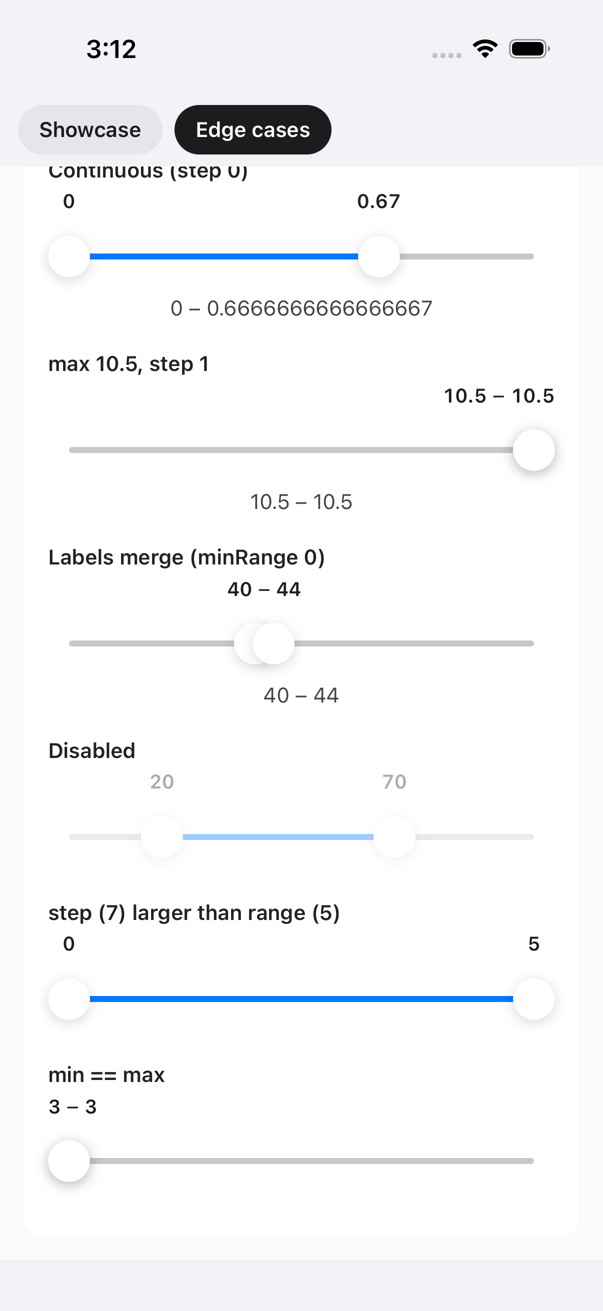 3:12
Showcase
Edge cases
Continuous (step 0)
0 0.67
0 – 0.6666666666666667
max 10.5, step 1
10.5 – 10.5
10.5 – 10.5
Labels merge (minRange 0)
40 – 44
40 – 44
Disabled
20 70
step (7) larger than range (5)
0 5
min == max
3 – 3